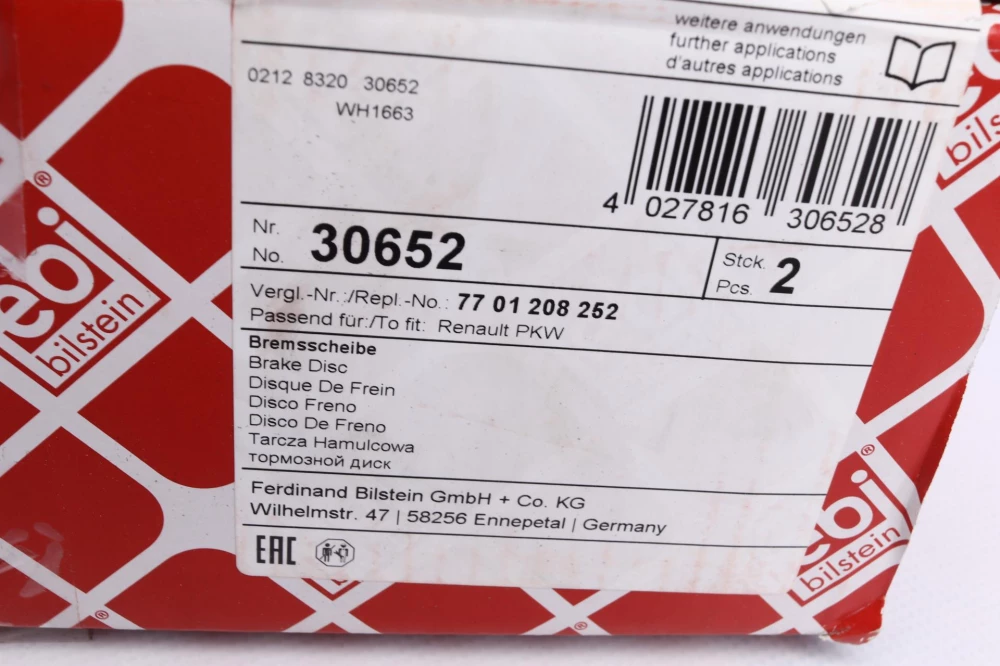 weitere anwendungen
further applications
d'autres applications
0212 8320 30652
WH1663
4 027816 306528
Nr.
No. 30652
Stck.
Pcs. 2
Vergl.-Nr.:/Repl.-No.: 77 01 208 252
Passend für:/To fit: Renault PKW
Bremsscheibe
Brake Disc
Disque De Frein
Disco Freno
Disco De Freno
Tarcza Hamulcowa
тормозной диск
Ferdinand Bilstein GmbH + Co. KG
Wilhelmstr. 47 | 58256 Ennepetal | Germany
EAC
ebi
bilstein
bils
ebi
bilstein